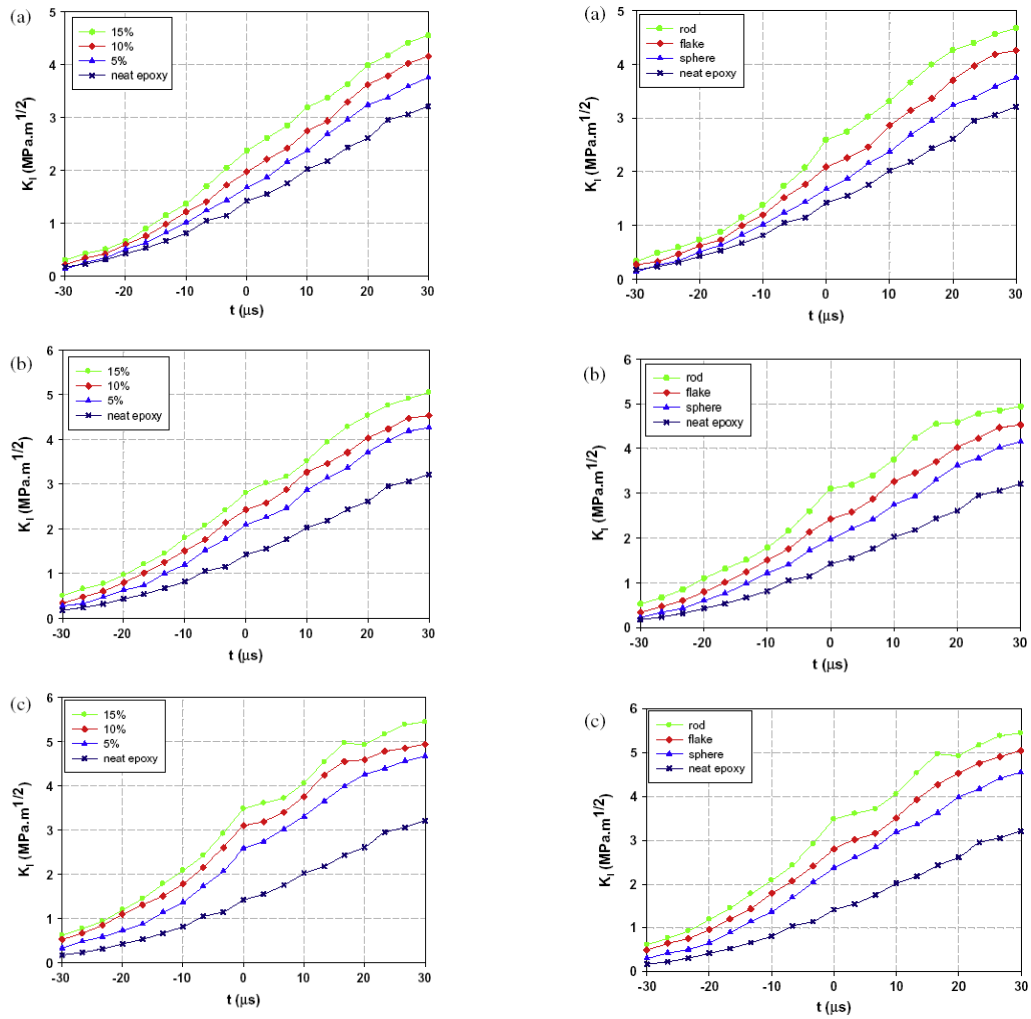 (a)
5
4
3
2
1
0
K_I (MPa.m^1/2)
15%
10%
5%
neat epoxy
-30
-20
-10
0
10
20
30
t (μs)
(a)
5
4
3
2
1
0
K_I (MPa.m^1/2)
rod
flake
sphere
neat epoxy
-30
-20
-10
0
10
20
30
t (μs)
(b)
6
5
4
3
2
1
0
K_I (MPa.m^1/2)
15%
10%
5%
neat epoxy
-30
-20
-10
0
10
20
30
t (μs)
(b)
6
5
4
3
2
1
0
K_I (MPa.m^1/2)
rod
flake
sphere
neat epoxy
-30
-20
-10
0
10
20
30
t (μs)
(c)
6
5
4
3
2
1
0
K_I (MPa.m^1/2)
15%
10%
5%
neat epoxy
-30
-20
-10
0
10
20
30
t (μs)
(c)
6
5
4
3
2
1
0
K_I (MPa.m^1/2)
rod
flake
sphere
neat epoxy
-30
-20
-10
0
10
20
30
t (μs)